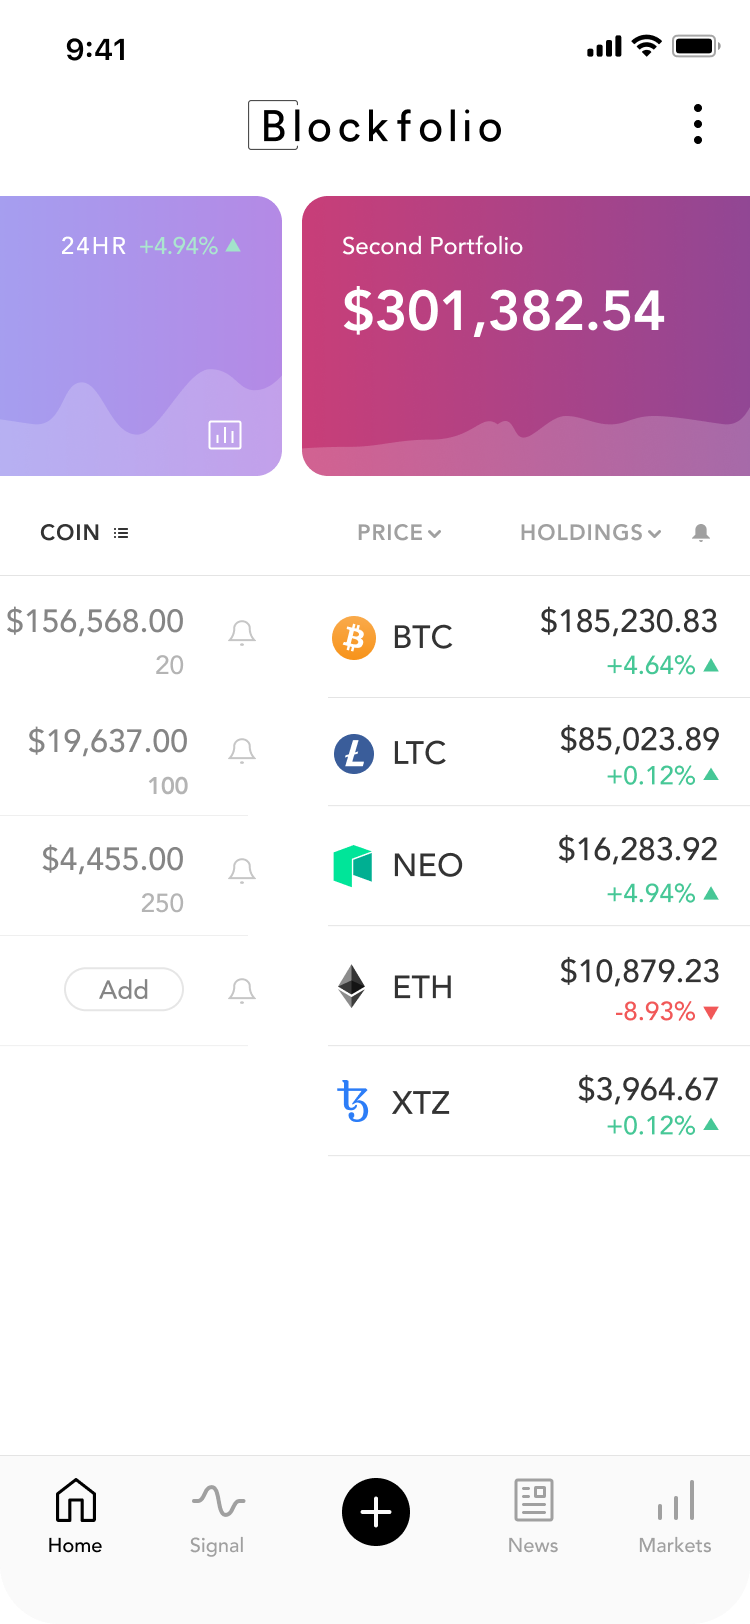 9:41
Blockfolio
24HR +4.94%
Second Portfolio
$301,382.54
COIN PRICE HOLDINGS
$156,568.00
20
$19,637.00
100
$4,455.00
250
Add
BTC $185,230.83
+4.64%
LTC $85,023.89
+0.12%
NEO $16,283.92
+4.94%
ETH $10,879.23
-8.93%
XTZ $3,964.67
+0.12%
Home Signal News Markets